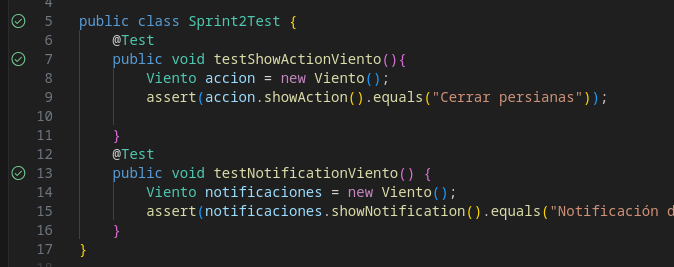 4
5 public class Sprint2Test {
6 @Test
7 public void testShowActionViento(){
8 Viento accion = new Viento();
9 assert(accion.showAction().equals("Cerrar persianas"));
10
11 }
12 @Test
13 public void testNotificationViento() {
14 Viento notificaciones = new Viento();
15 assert(notificaciones.showNotification().equals("Notificación d
16 }
17 }
18